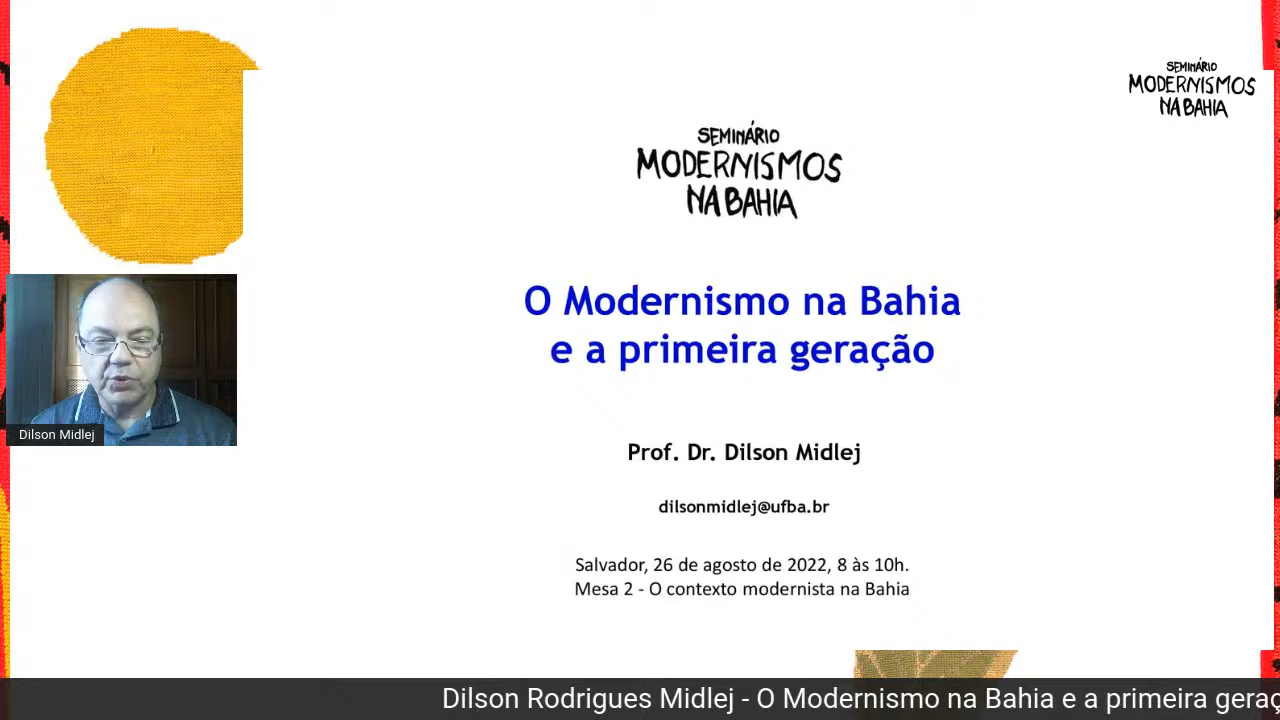 SEMINÁRIO
MODERNISMOS
NA BAHIA
SEMINÁRIO
MODERNISMOS
NA BAHIA
O Modernismo na Bahia
e a primeira geração
Dilson Midlej
Prof. Dr. Dilson Midlej
dilsonmidlej@ufba.br
Salvador, 26 de agosto de 2022, 8 às 10h.
Mesa 2 - O contexto modernista na Bahia
Dilson Rodrigues Midlej - O Modernismo na Bahia e a primeira geraç